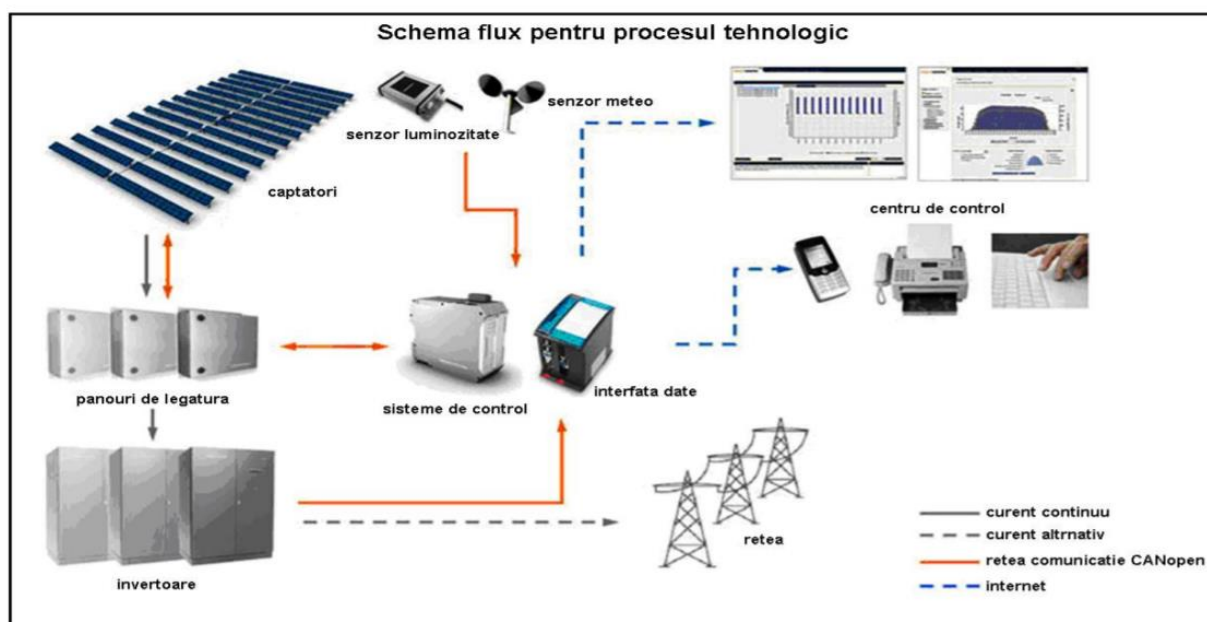 Schema flux pentru procesul tehnologic
senzor meteo
senzor luminozitate
captatori
centru de control
panouri de legatura
sisteme de control
interfata date
invertoare
retea
curent continuu
curent altrnativ
retea comunicatie CANopen
internet